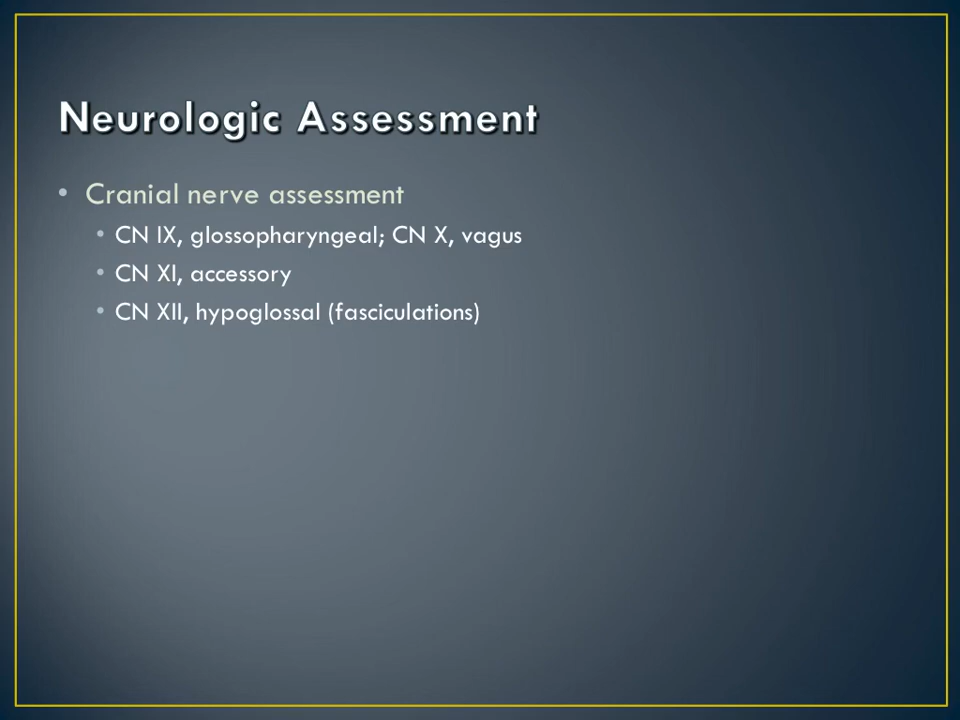 Neurologic Assessment
• Cranial nerve assessment
• CN IX, glossopharyngeal; CN X, vagus
• CN XI, accessory
• CN XII, hypoglossal (fasciculations)